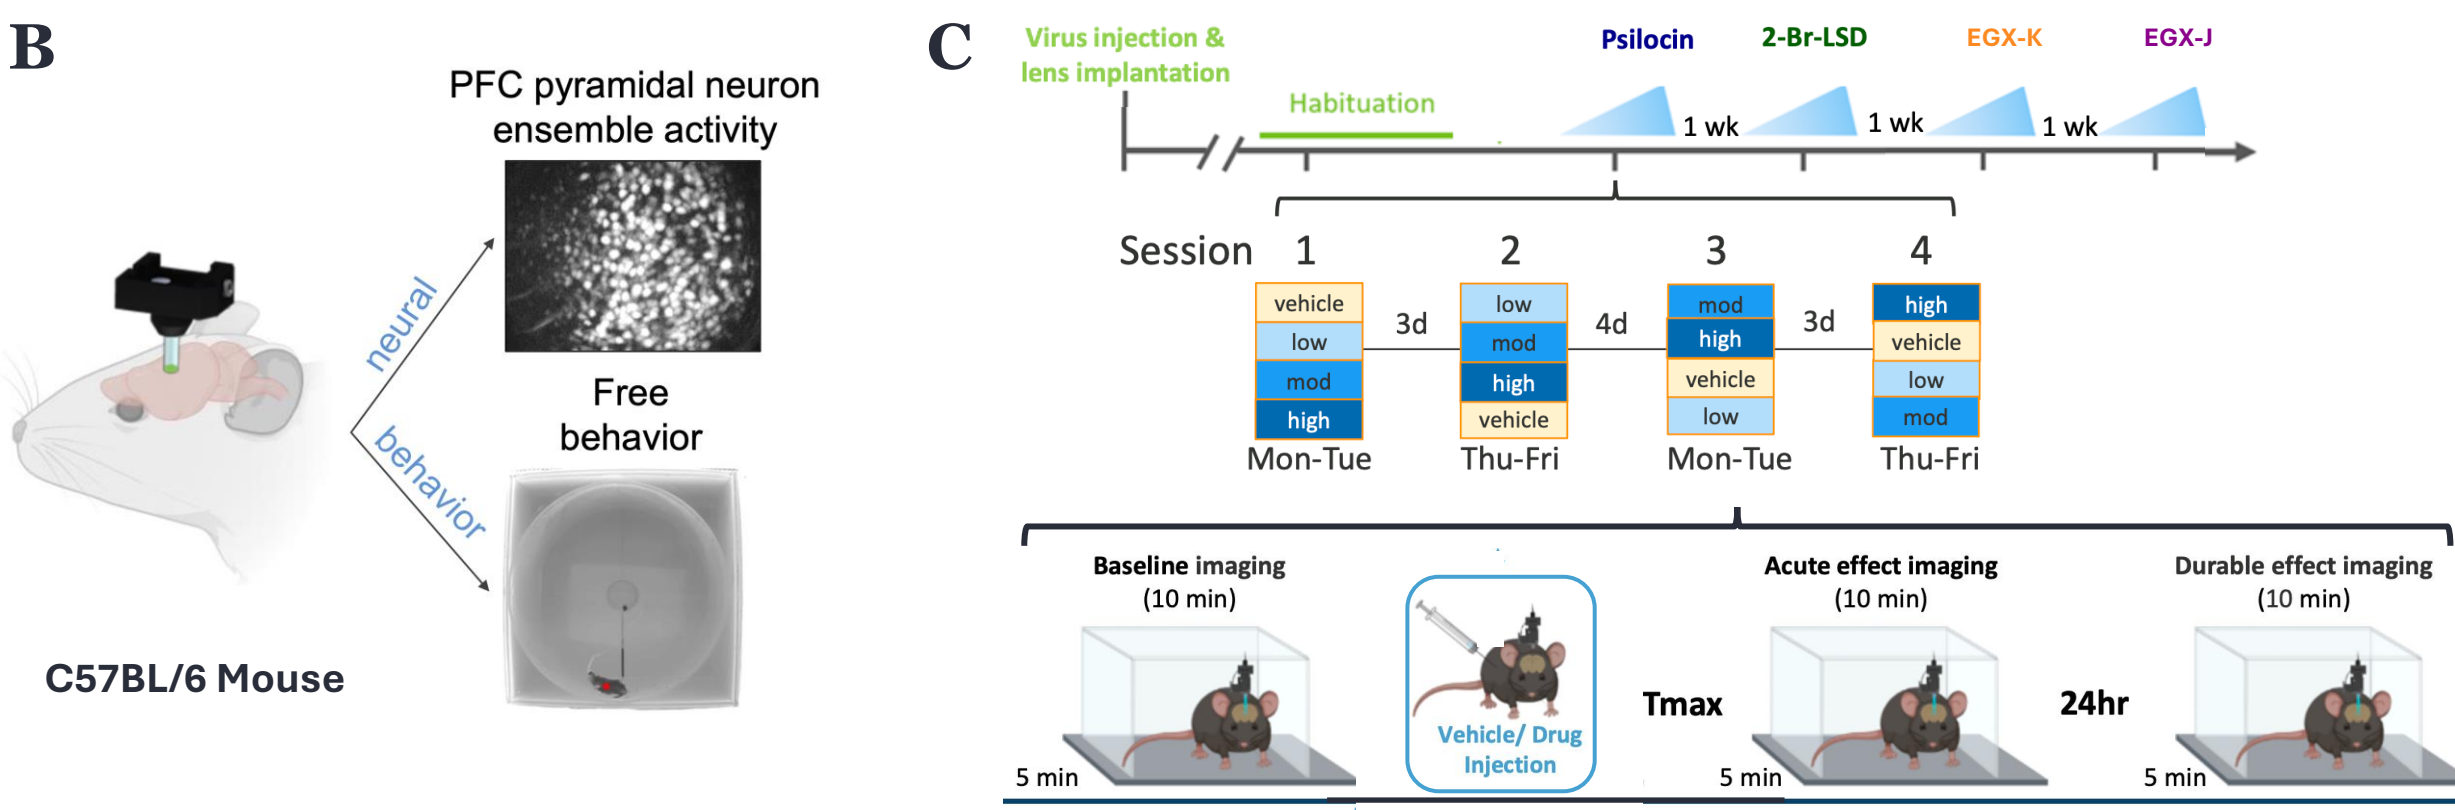 B
PFC pyramidal neuron
ensemble activity
neural
Free
behavior
behavior
C57BL/6 Mouse
C
Virus injection &
lens implantation
Habituation
Psilocin
2-Br-LSD
EGX-K
EGX-J
1 wk
1 wk
1 wk
Session 1 2 3 4
vehicle
low
mod
high
Mon-Tue
3d
low
mod
high
vehicle
Thu-Fri
4d
mod
high
vehicle
low
Mon-Tue
3d
high
vehicle
low
mod
Thu-Fri
Baseline imaging
(10 min)
5 min
Vehicle/ Drug
Injection
Tmax
Acute effect imaging
(10 min)
5 min
24hr
Durable effect imaging
(10 min)
5 min